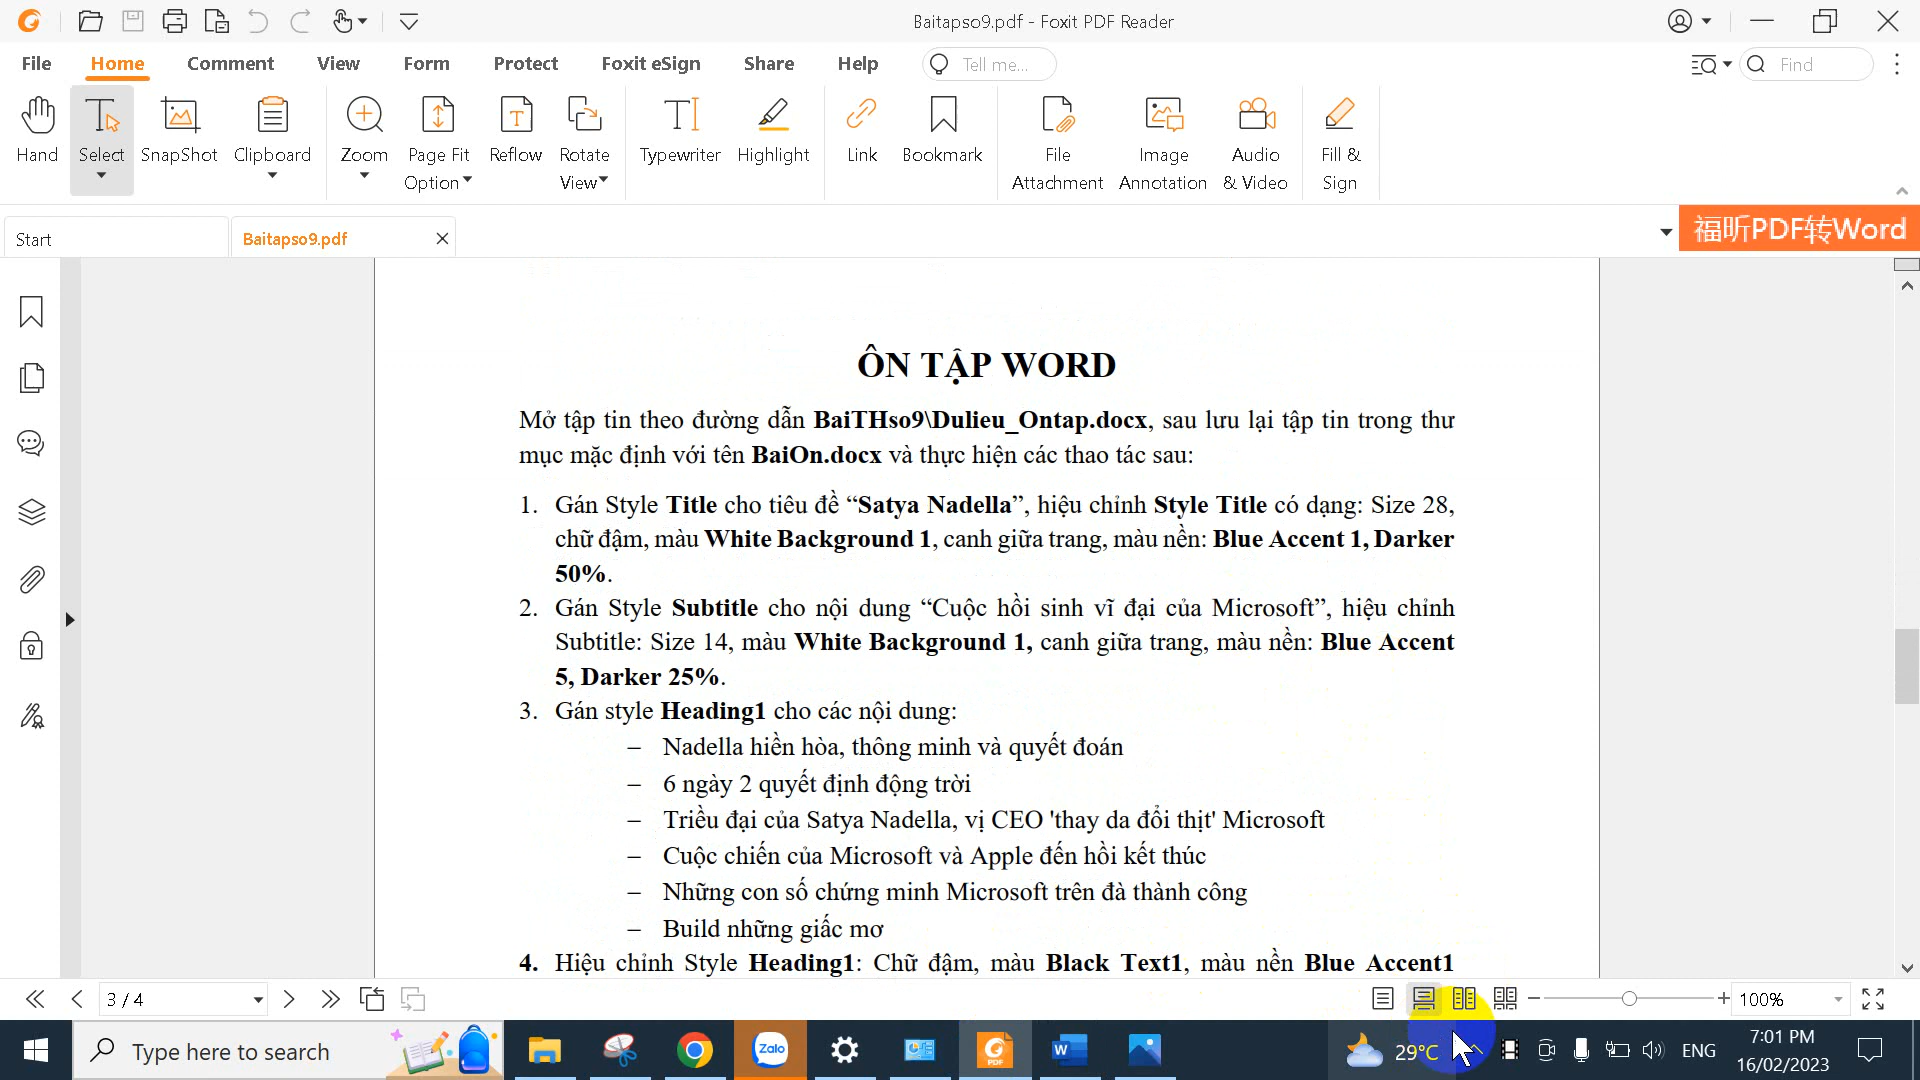 Baitapso9.pdf - Foxit PDF Reader
File Home Comment View Form Protect Foxit eSign Share Help Tell me... Find
Hand Select SnapShot Clipboard Zoom Page Fit Option Reflow Rotate View Typewriter Highlight Link Bookmark File Attachment Image Annotation Audio & Video Fill & Sign
Start Baitapso9.pdf 福昕PDF转Word
ÔN TẬP WORD
Mở tập tin theo đường dẫn BaiTHso9\Dulieu_Ontap.docx, sau lưu lại tập tin trong thư
mục mặc định với tên BaiOn.docx và thực hiện các thao tác sau:
1. Gán Style Title cho tiêu đề “Satya Nadella”, hiệu chỉnh Style Title có dạng: Size 28,
chữ đậm, màu White Background 1, canh giữa trang, màu nền: Blue Accent 1, Darker
50%.
2. Gán Style Subtitle cho nội dung “Cuộc hồi sinh vĩ đại của Microsoft”, hiệu chỉnh
Subtitle: Size 14, màu White Background 1, canh giữa trang, màu nền: Blue Accent
5, Darker 25%.
3. Gán style Heading1 cho các nội dung:
– Nadella hiền hòa, thông minh và quyết đoán
– 6 ngày 2 quyết định động trời
– Triều đại của Satya Nadella, vị CEO 'thay da đổi thịt' Microsoft
– Cuộc chiến của Microsoft và Apple đến hồi kết thúc
– Những con số chứng minh Microsoft trên đà thành công
– Build những giấc mơ
4. Hiệu chỉnh Style Heading1: Chữ đậm, màu Black Text1, màu nền Blue Accent1
3 / 4 100%
Type here to search Zalo PDF W 29°C ENG 7:01 PM
16/02/2023